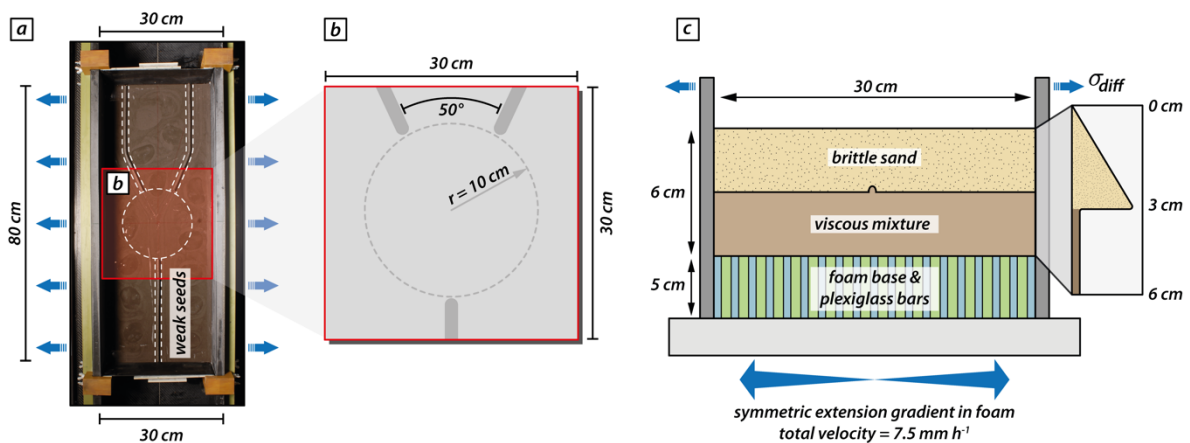 a
30 cm
b
80 cm
weak seeds
30 cm
b
30 cm
50°
r = 10 cm
30 cm
c
30 cm
σdiff
0 cm
brittle sand
6 cm
3 cm
viscous mixture
foam base &
plexiglass bars
5 cm
6 cm
symmetric extension gradient in foam
total velocity = 7.5 mm h⁻¹